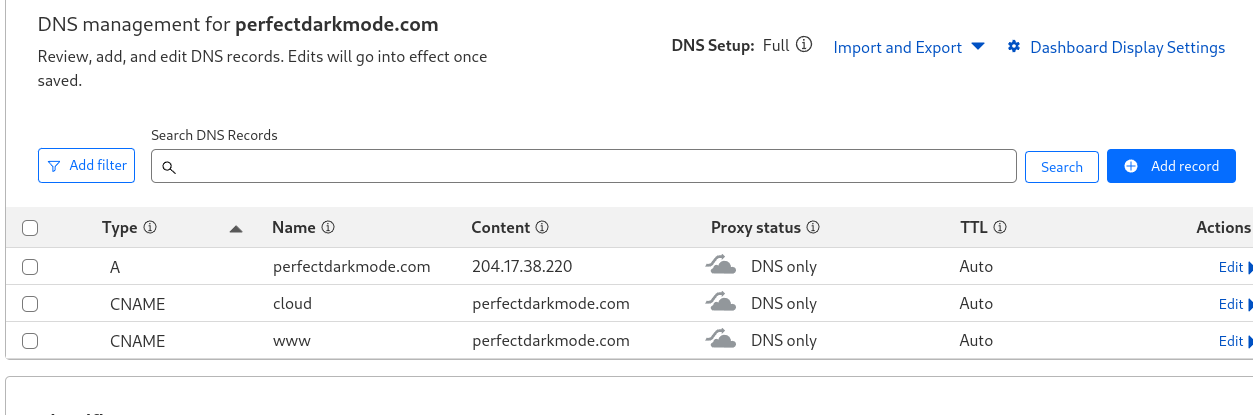 DNS management for perfectdarkmode.com
Review, add, and edit DNS records. Edits will go into effect once
saved.
DNS Setup: Full
Import and Export
Dashboard Display Settings
Search DNS Records
Add filter
Search
Add record
Type Name Content Proxy status TTL Actions
A perfectdarkmode.com 204.17.38.220 DNS only Auto Edit
CNAME cloud perfectdarkmode.com DNS only Auto Edit
CNAME www perfectdarkmode.com DNS only Auto Edit